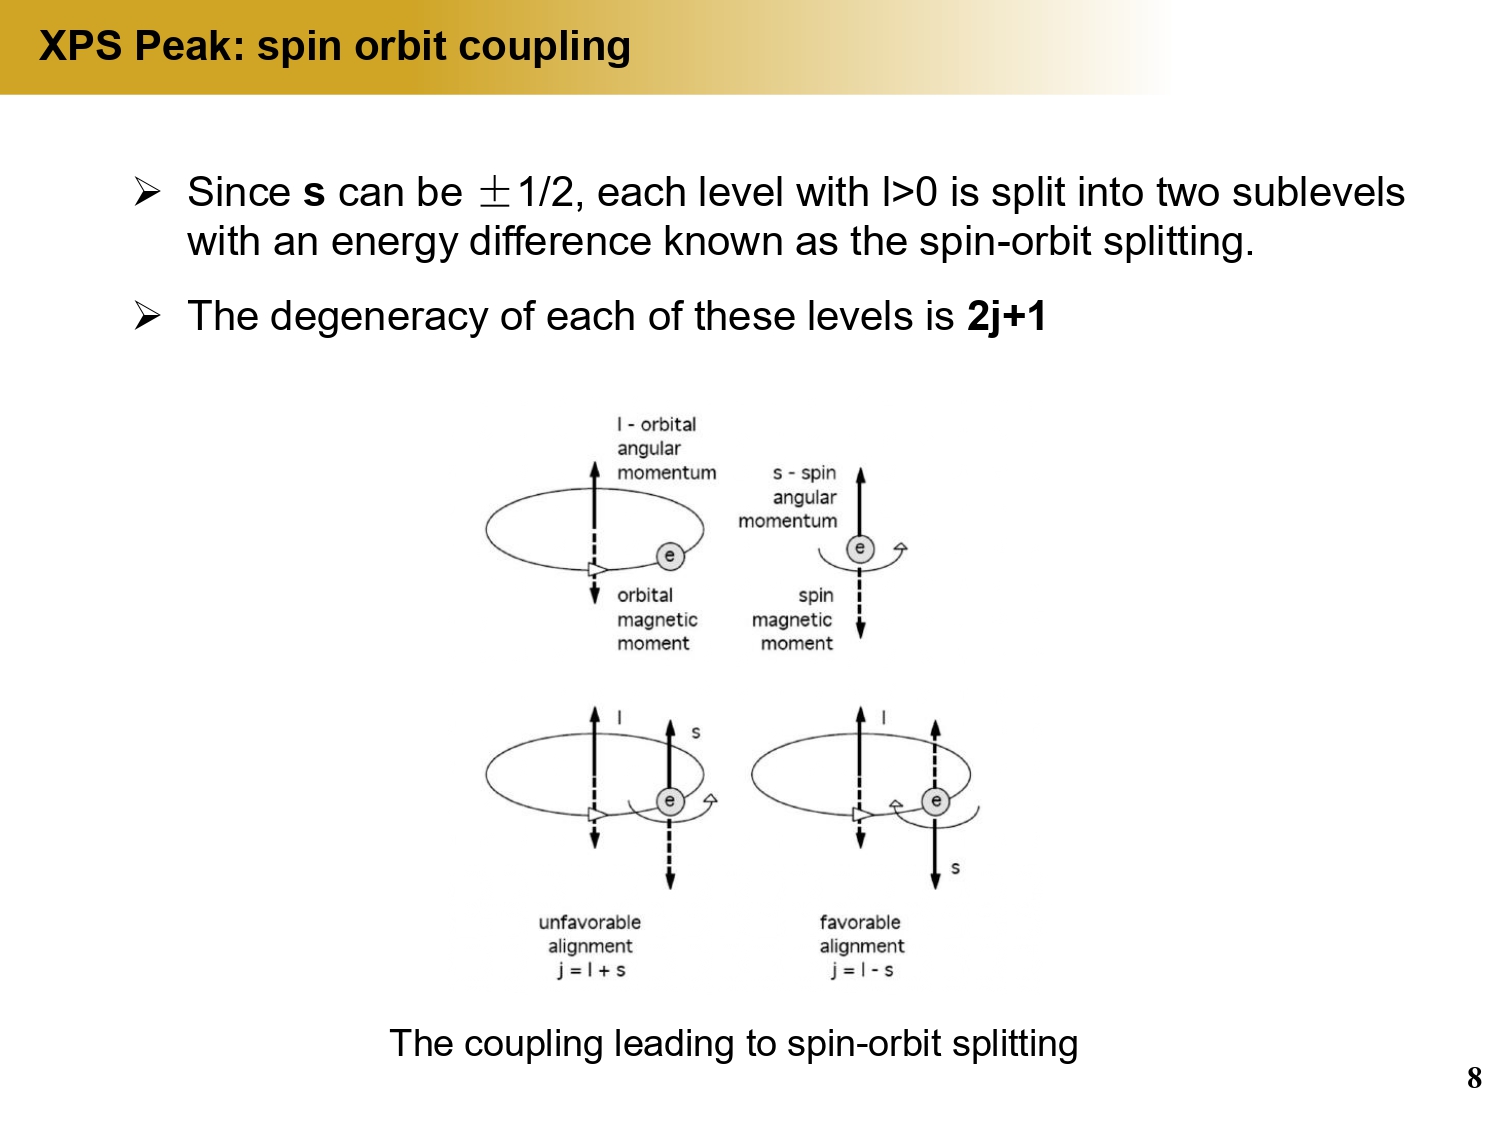 XPS Peak: spin orbit coupling
➢ Since s can be ±1/2, each level with l>0 is split into two sublevels
with an energy difference known as the spin-orbit splitting.
➢ The degeneracy of each of these levels is 2j+1
l - orbital
angular
momentum
s - spin
angular
momentum
e
e
orbital
magnetic
moment
spin
magnetic
moment
l
s
e
l
e
s
unfavorable
alignment
j = l + s
favorable
alignment
j = l - s
The coupling leading to spin-orbit splitting
8